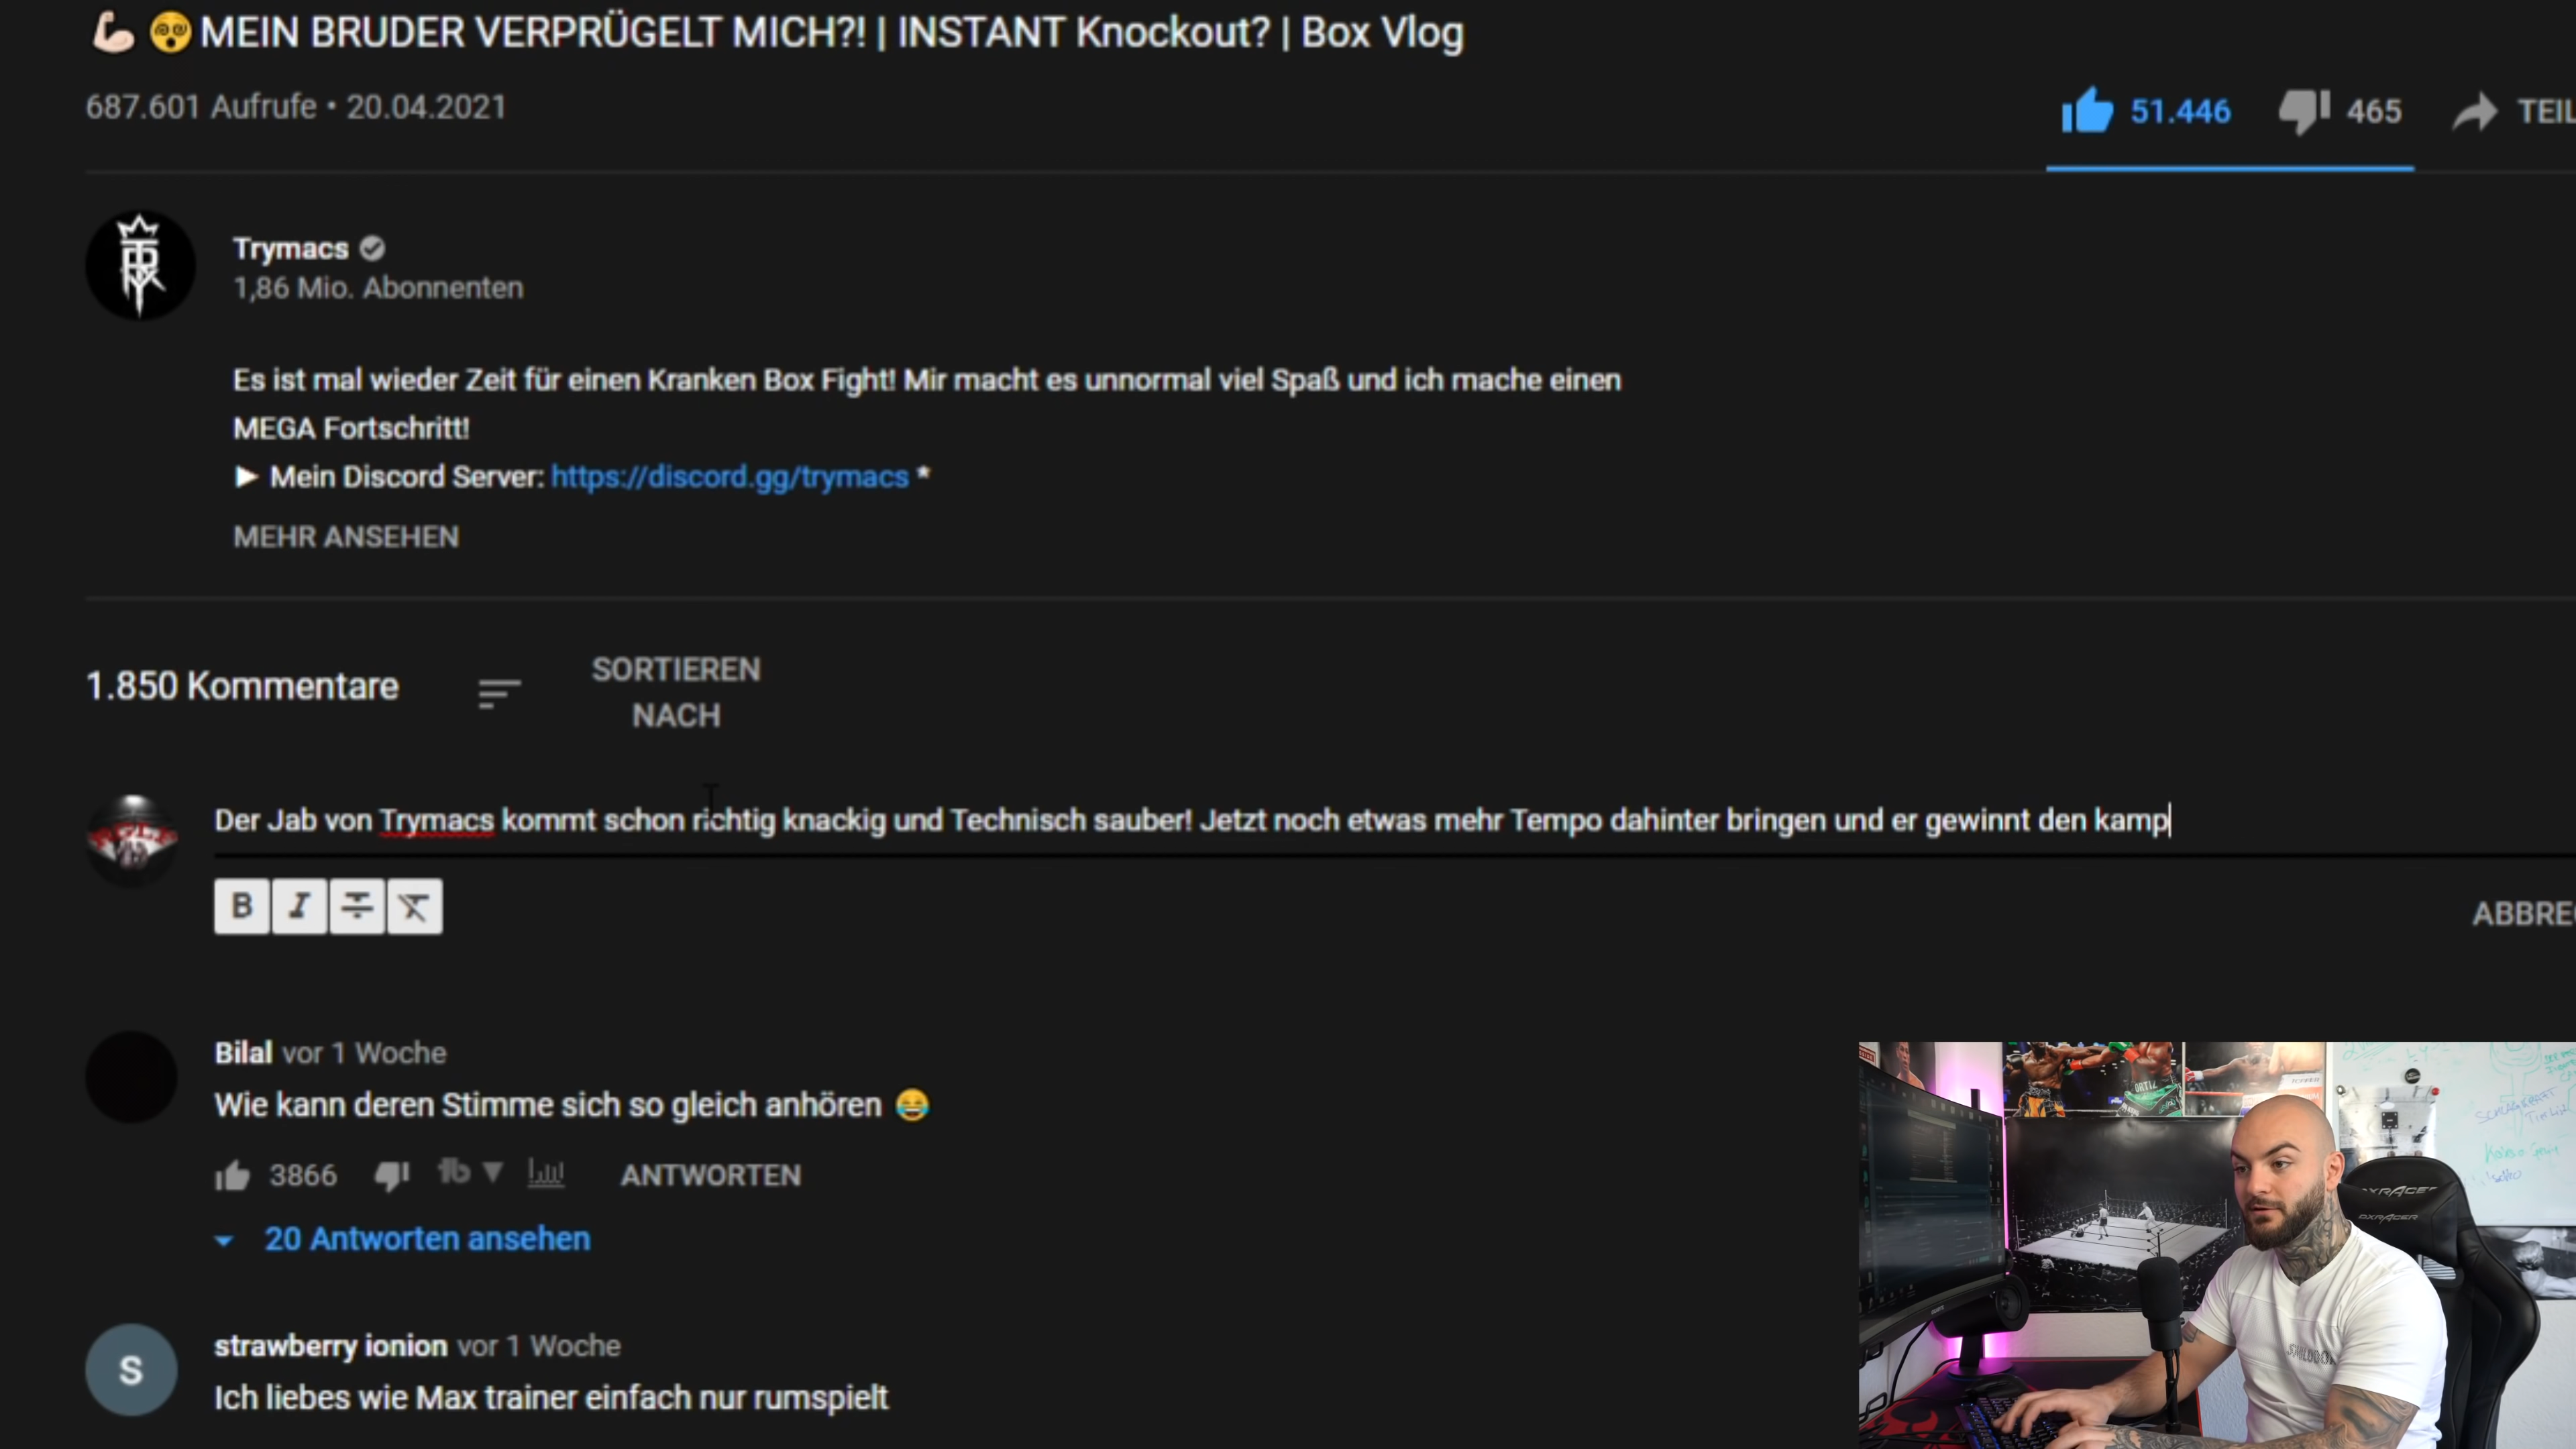 💪🏻😵MEIN BRUDER VERPRÜGELT MICH?! | INSTANT Knockout? | Box Vlog
687.601 Aufrufe • 20.04.2021
51.446
465
TEIL
Trymacs
1,86 Mio. Abonnenten
Es ist mal wieder Zeit für einen Kranken Box Fight! Mir macht es unnormal viel Spaß und ich mache einen
MEGA Fortschritt!
► Mein Discord Server: https://discord.gg/trymacs *
MEHR ANSEHEN
1.850 Kommentare
SORTIEREN
NACH
Der Jab von Trymacs kommt schon richtig knackig und Technisch sauber! Jetzt noch etwas mehr Tempo dahinter bringen und er gewinnt den kamp
B I T T
ABBRE
Bilal vor 1 Woche
Wie kann deren Stimme sich so gleich anhören 😂
3866
ANTWORTEN
20 Antworten ansehen
S
strawberry ionion vor 1 Woche
Ich liebes wie Max trainer einfach nur rumspielt
ORTIZ
DXRACER